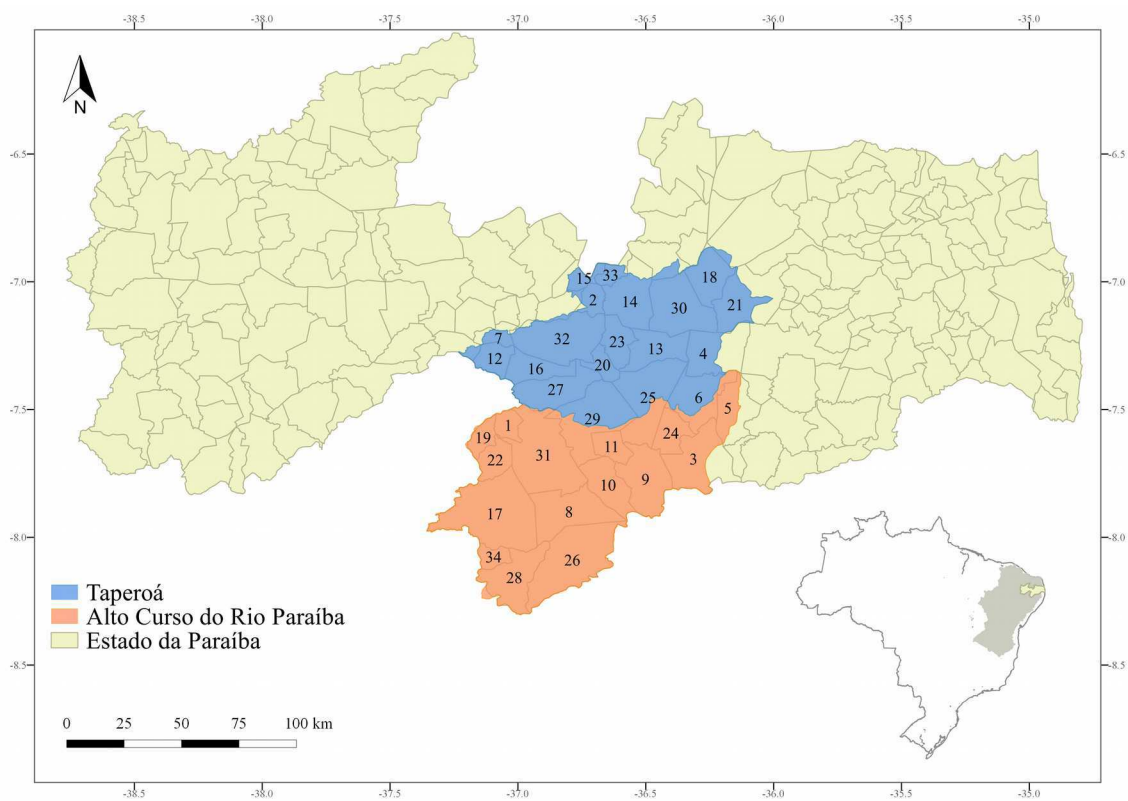 -38.5 -38.0 -37.5 -37.0 -36.5 -36.0 -35.5 -35.0
N
-6.5 -6.5
-7.0 15 33 18 -7.0
2 14 30 21
7 32 23 13 4
12 16 20
27 25 6
-7.5 29 5 -7.5
1 24
19 11
22 31 3
10 9
17 8
-8.0 34 26 -8.0
28
Taperoá
Alto Curso do Rio Paraíba
Estado da Paraíba
-8.5 -8.5
0 25 50 75 100 km
-38.5 -38.0 -37.5 -37.0 -36.5 -36.0 -35.5 -35.0